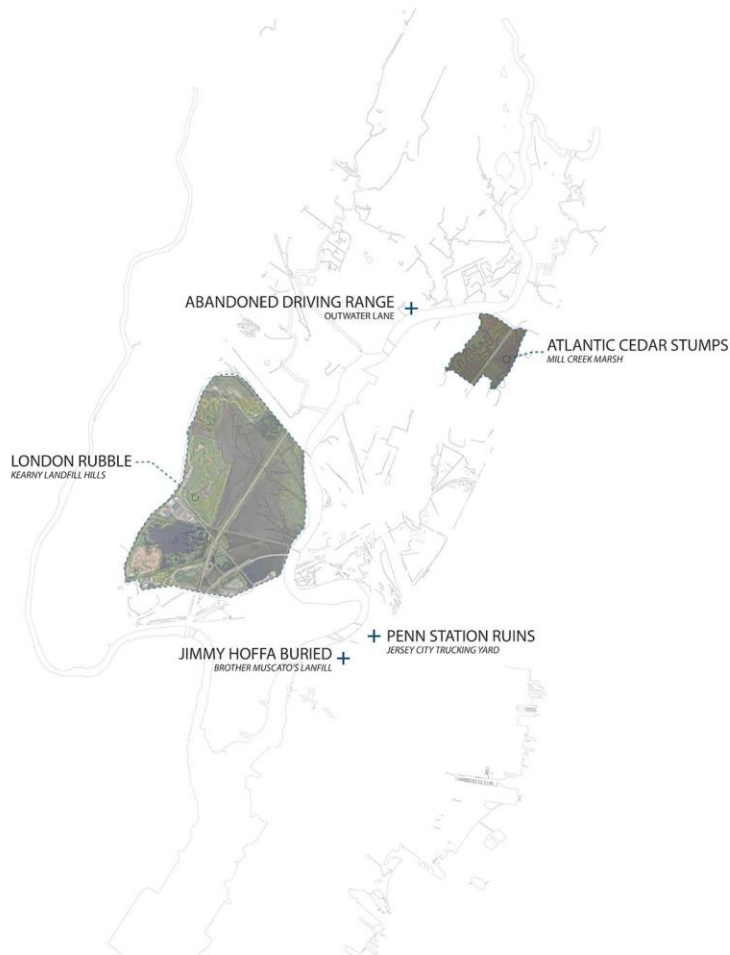 ABANDONED DRIVING RANGE
OUTWATER LANE
ATLANTIC CEDAR STUMPS
MILL CREEK MARSH
LONDON RUBBLE
KEARNY LANDFILL HILLS
PENN STATION RUINS
JERSEY CITY TRUCKING YARD
JIMMY HOFFA BURIED
BROTHER MUSCATO'S LANFILL